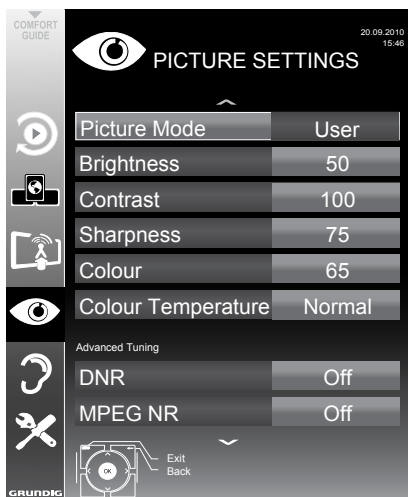 COMFORT
GUIDE
20.09.2010
15:46
PICTURE SETTINGS
Picture Mode User
Brightness 50
Contrast 100
Sharpness 75
Colour 65
Colour Temperature Normal
Advanced Tuning
DNR Off
MPEG NR Off
Exit
OK Back
GRUNDIG